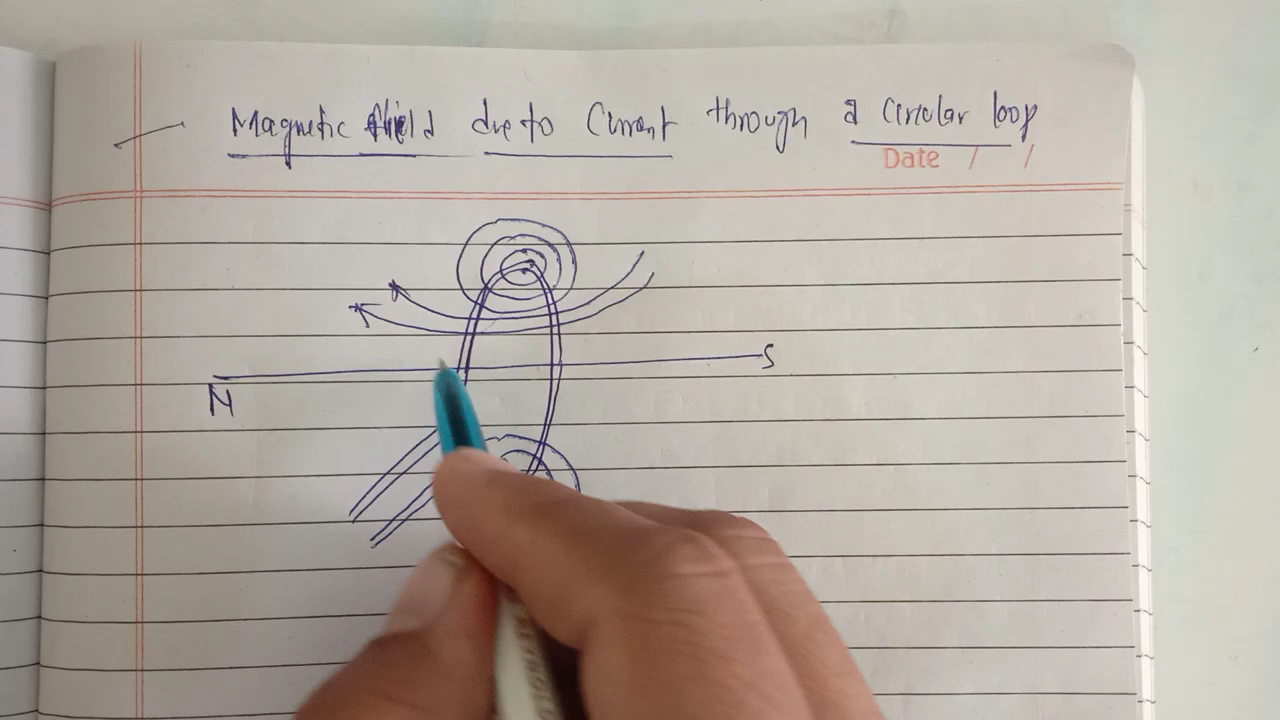 Magnetic field due to Current through a circular loop
Date / /
S
N